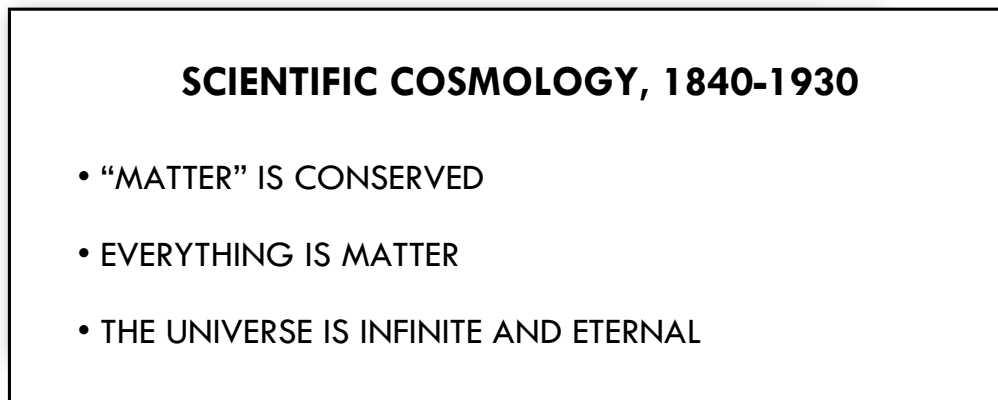 SCIENTIFIC COSMOLOGY, 1840-1930
• “MATTER” IS CONSERVED
• EVERYTHING IS MATTER
• THE UNIVERSE IS INFINITE AND ETERNAL